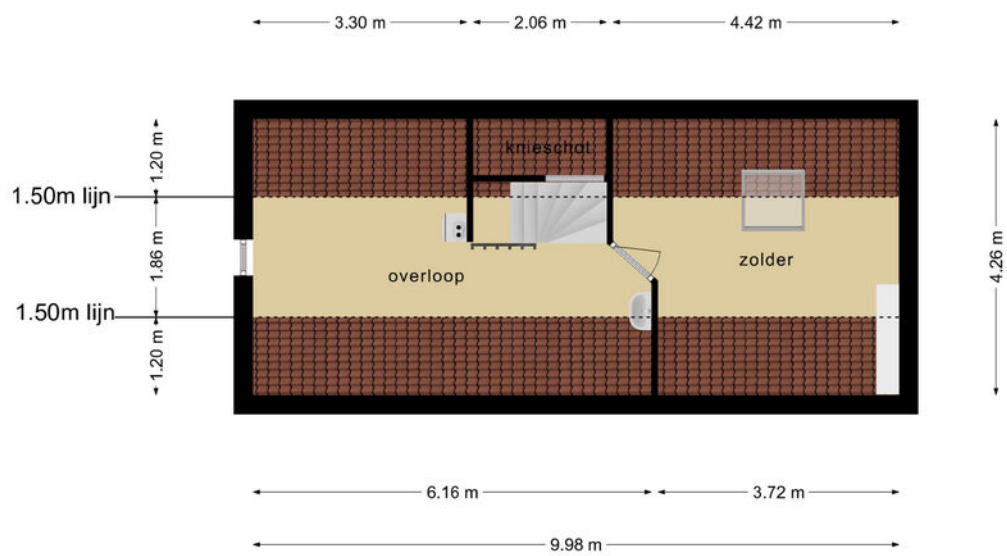 3.30 m
2.06 m
4.42 m
1.20 m
knieschot
1.50m lijn
1.86 m
zolder
4.26 m
overloop
1.50m lijn
1.20 m
6.16 m
3.72 m
9.98 m